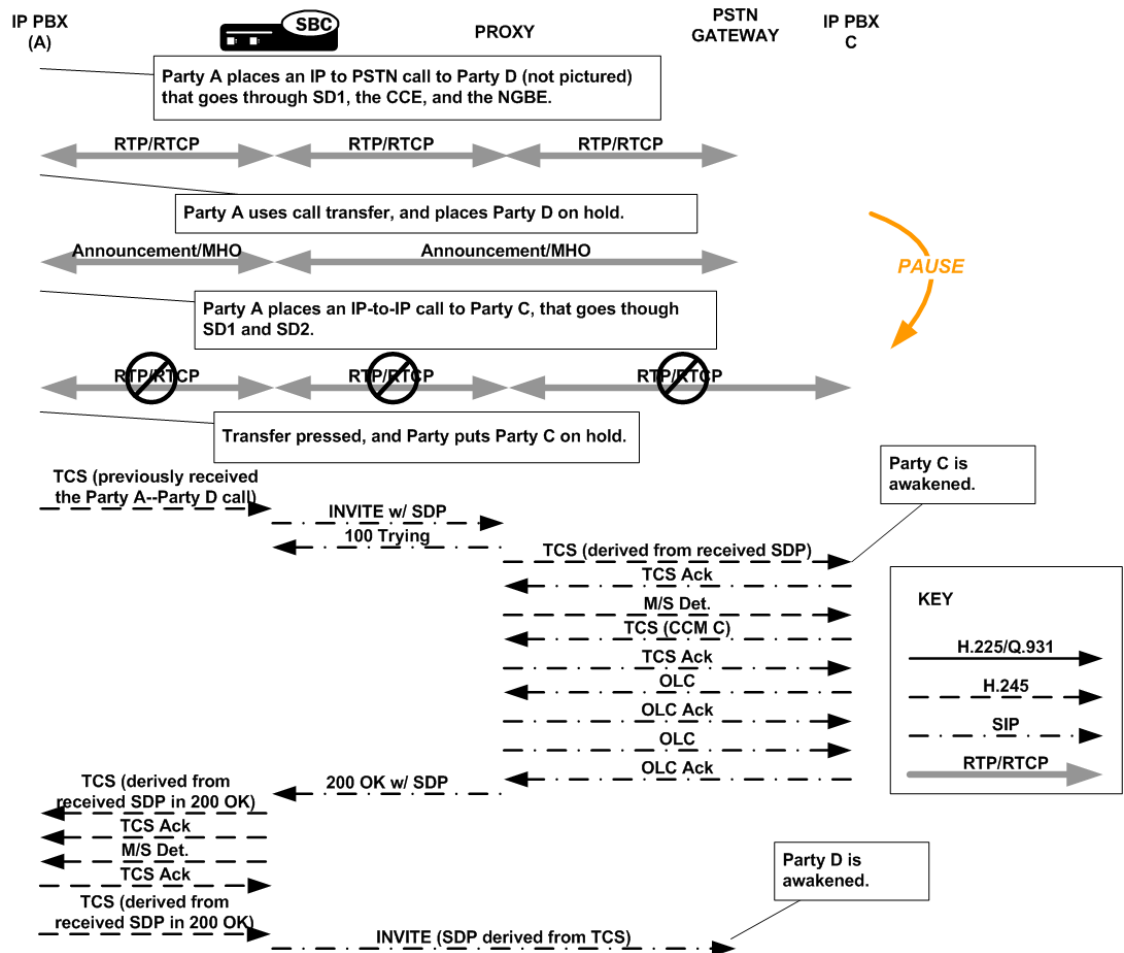 IP PBX
(A)
SBC
PROXY
PSTN
GATEWAY
IP PBX
C
Party A places an IP to PSTN call to Party D (not pictured)
that goes through SD1, the CCE, and the NGBE.
RTP/RTCP
RTP/RTCP
RTP/RTCP
Party A uses call transfer, and places Party D on hold.
Announcement/MHO
Announcement/MHO
PAUSE
Party A places an IP-to-IP call to Party C, that goes though
SD1 and SD2.
RTP/RTCP
RTP/RTCP
RTP/RTCP
Transfer pressed, and Party puts Party C on hold.
Party C is
awakened.
TCS (previously received
the Party A--Party D call)
INVITE w/ SDP
100 Trying
TCS (derived from received SDP)
TCS Ack
M/S Det.
TCS (CCM C)
TCS Ack
OLC
OLC Ack
OLC
OLC Ack
KEY
H.225/Q.931
H.245
SIP
RTP/RTCP
200 OK w/ SDP
TCS (derived from
received SDP in 200 OK)
TCS Ack
M/S Det.
TCS Ack
TCS (derived from
received SDP in 200 OK)
Party D is
awakened.
INVITE (SDP derived from TCS)